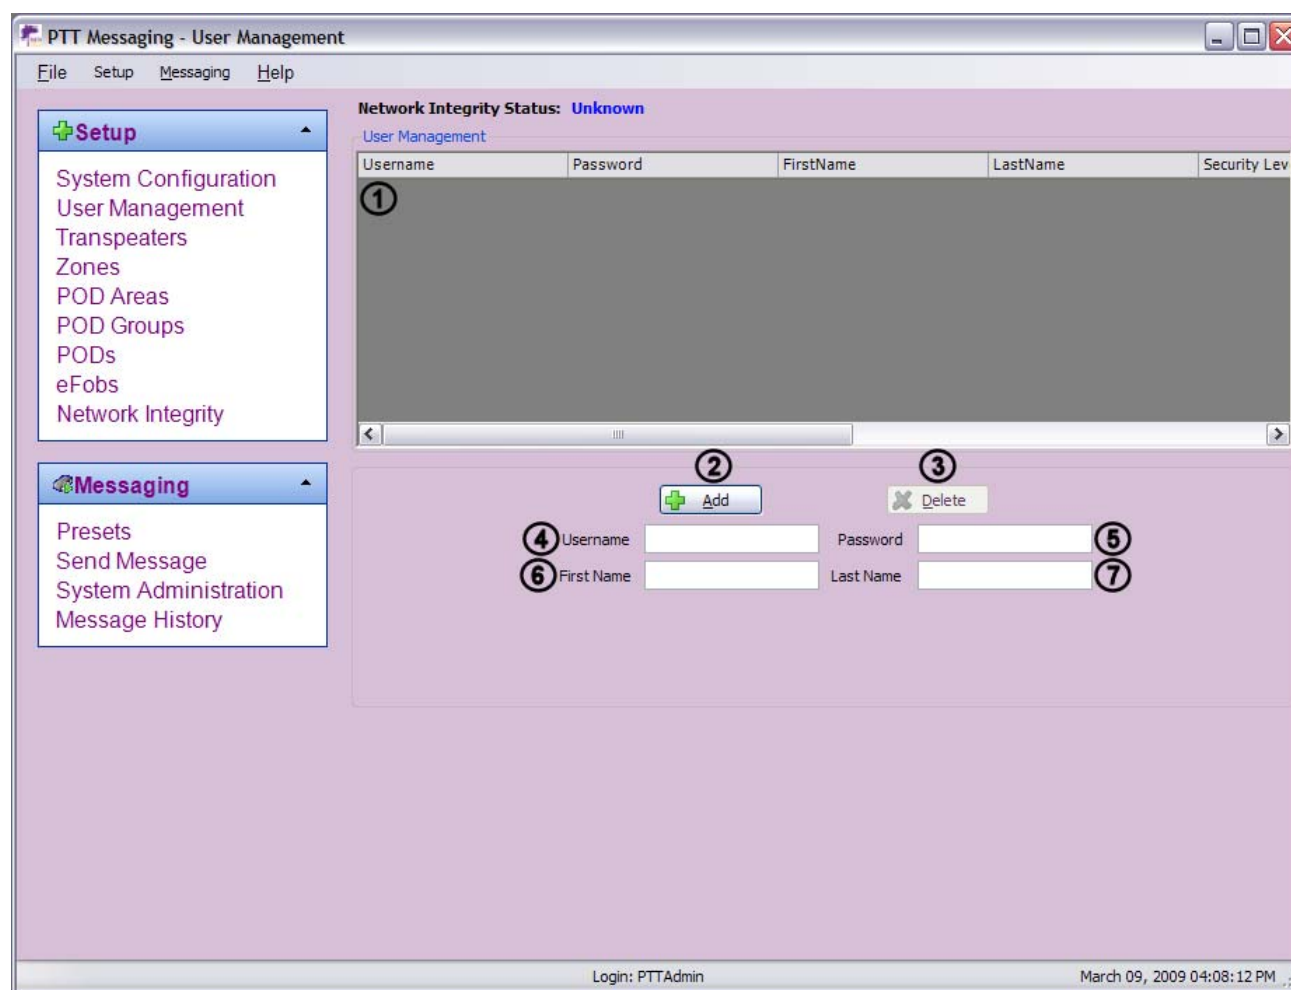 PTT Messaging - User Management
File Setup Messaging Help
Network Integrity Status: Unknown
Setup
System Configuration
User Management
Transpeaters
Zones
POD Areas
POD Groups
PODs
eFobs
Network Integrity
Messaging
Presets
Send Message
System Administration
Message History
User Management
Username Password FirstName LastName Security Lev
1
2 3
Add Delete
4 Username Password 5
6 First Name Last Name 7
Login: PTTAdmin March 09, 2009 04:08:12 PM